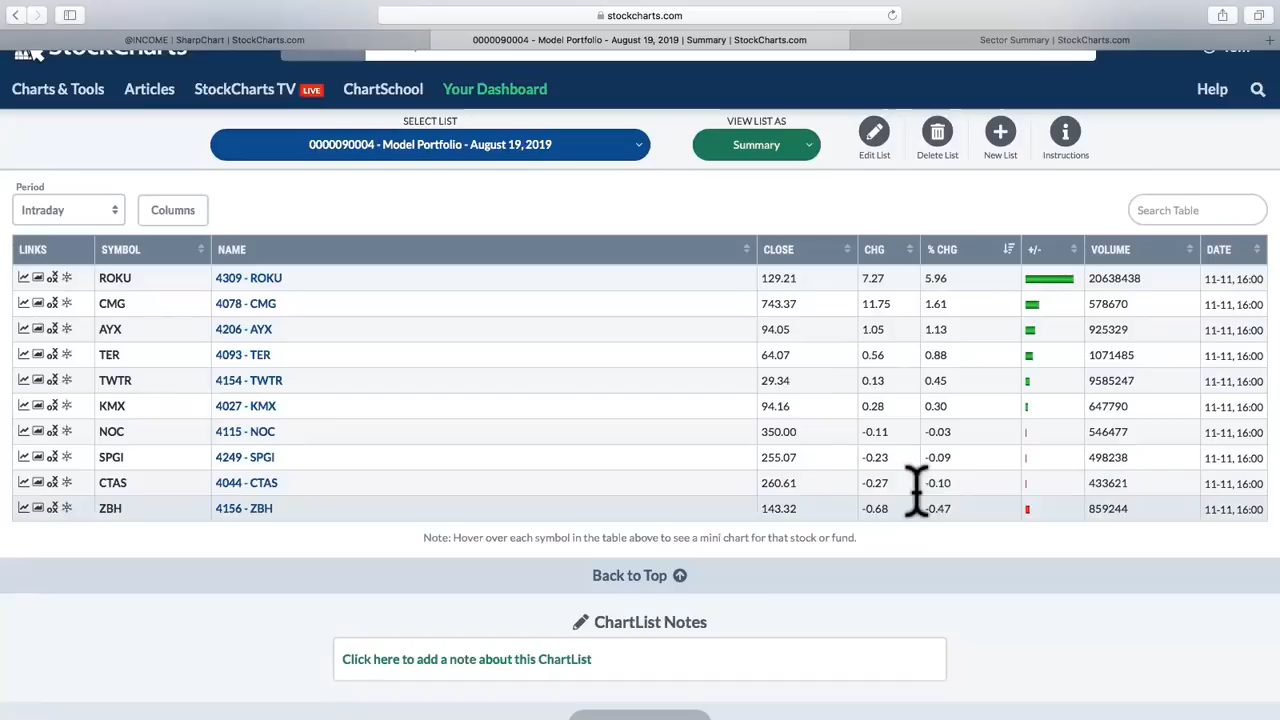 stockcharts.com
@INCOME | SharpChart | StockCharts.com
0000090004 - Model Portfolio - August 19, 2019 | Summary | StockCharts.com
Sector Summary | StockCharts.com
StockCharts
Charts & Tools Articles StockCharts TV LIVE ChartSchool Your Dashboard Help
SELECT LIST VIEW LIST AS
0000090004 - Model Portfolio - August 19, 2019 Summary
Edit List Delete List New List Instructions
Period
Intraday Columns Search Table
LINKS SYMBOL NAME CLOSE CHG % CHG +/- VOLUME DATE
ROKU 4309 - ROKU 129.21 7.27 5.96 20638438 11-11, 16:00
CMG 4078 - CMG 743.37 11.75 1.61 578670 11-11, 16:00
AYX 4206 - AYX 94.05 1.05 1.13 925329 11-11, 16:00
TER 4093 - TER 64.07 0.56 0.88 1071485 11-11, 16:00
TWTR 4154 - TWTR 29.34 0.13 0.45 9585247 11-11, 16:00
KMX 4027 - KMX 94.16 0.28 0.30 647790 11-11, 16:00
NOC 4115 - NOC 350.00 -0.11 -0.03 546477 11-11, 16:00
SPGI 4249 - SPGI 255.07 -0.23 -0.09 498238 11-11, 16:00
CTAS 4044 - CTAS 260.61 -0.27 -0.10 433621 11-11, 16:00
ZBH 4156 - ZBH 143.32 -0.68 -0.47 859244 11-11, 16:00
Note: Hover over each symbol in the table above to see a mini chart for that stock or fund.
Back to Top
ChartList Notes
Click here to add a note about this ChartList